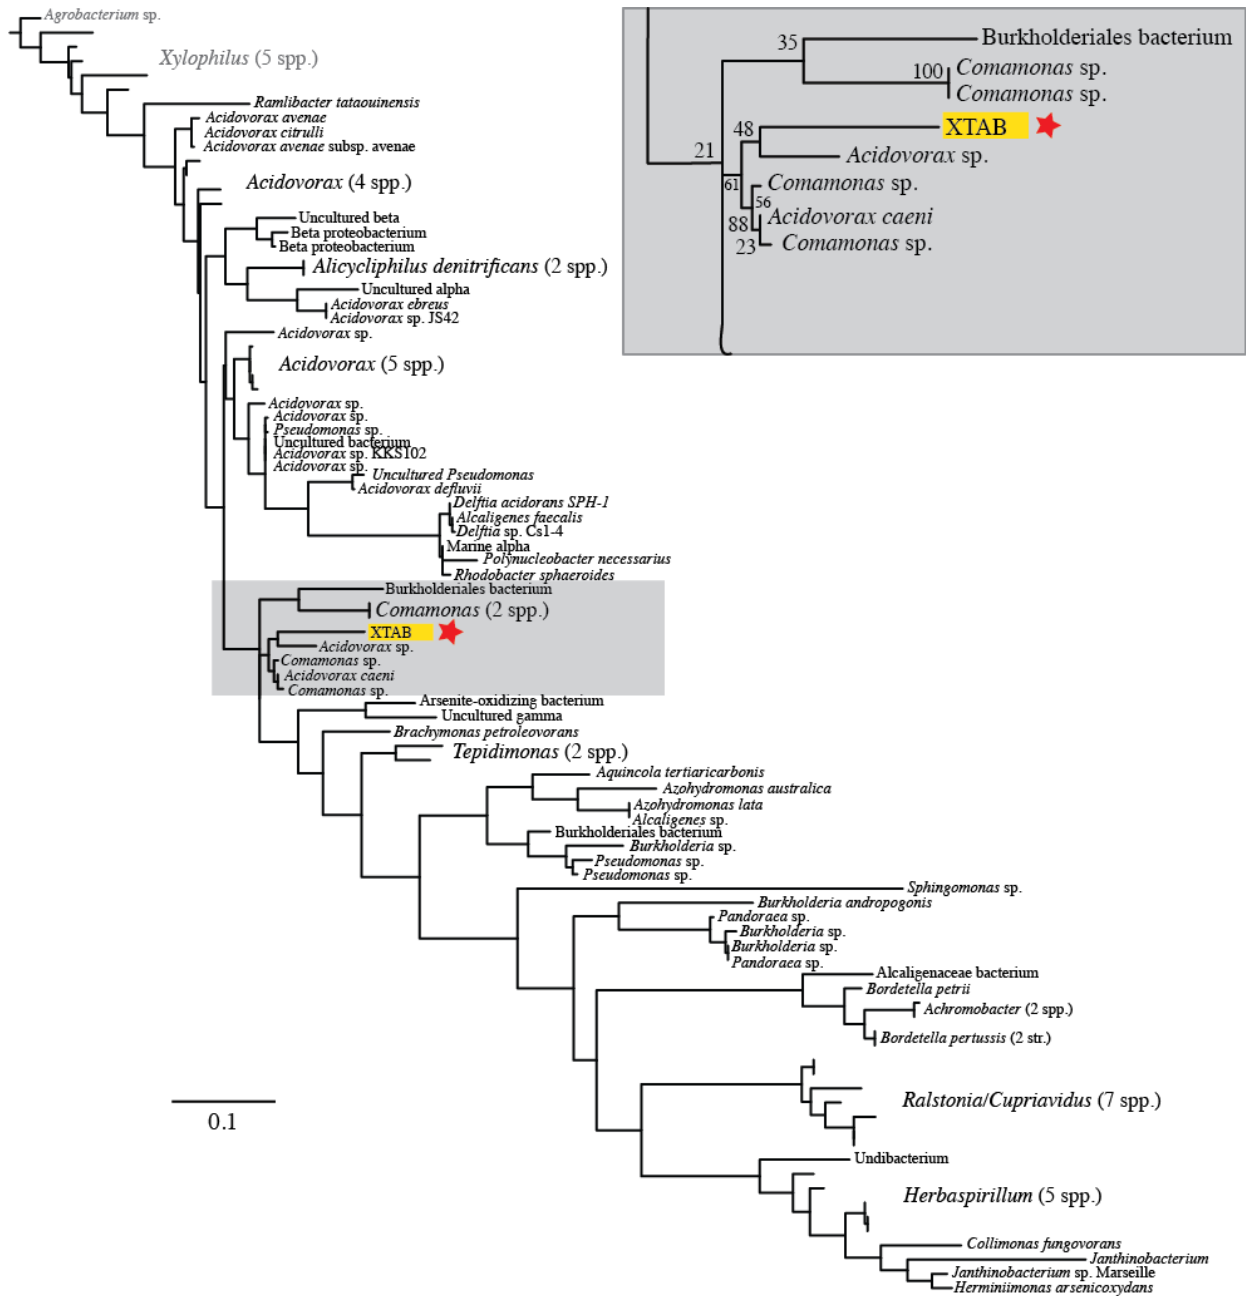 Agrobacterium sp.
Xylophilus (5 spp.)
Ramlibacter tataouinensis
Acidovorax avenae
Acidovorax citrulli
Acidovorax avenae subsp. avenae
Acidovorax (4 spp.)
Uncultured beta
Beta proteobacterium
Beta proteobacterium
Alicycliphilus denitrificans (2 spp.)
Uncultured alpha
Acidovorax ebreus
Acidovorax sp. JS42
Acidovorax sp.
Acidovorax (5 spp.)
Acidovorax sp.
Acidovorax sp.
Pseudomonas sp.
Uncultured bacterium
Acidovorax sp. KKS102
Acidovorax sp.
Uncultured Pseudomonas
Acidovorax defluvii
Delftia acidorans SPH-1
Alcaligenes faecalis
Delftia sp. Cs1-4
Marine alpha
Polynucleobacter necessarius
Rhodobacter sphaeroides
Burkholderiales bacterium
Comamonas (2 spp.)
XTAB
Acidovorax sp.
Comamonas sp.
Acidovorax caeni
Comamonas sp.
Arsenite-oxidizing bacterium
Uncultured gamma
Brachymonas petroleovorans
Tepidimonas (2 spp.)
Aquincola tertiaricarbonis
Azohydromonas australica
Azohydromonas lata
Alcaligenes sp.
Burkholderiales bacterium
Burkholderia sp.
Pseudomonas sp.
Pseudomonas sp.
Sphingomonas sp.
Burkholderia andropogonis
Pandoraea sp.
Burkholderia sp.
Burkholderia sp.
Pandoraea sp.
Alcaligenaceae bacterium
Bordetella petrii
Achromobacter (2 spp.)
Bordetella pertussis (2 str.)
Ralstonia/Cupriavidus (7 spp.)
Undibacterium
Herbaspirillum (5 spp.)
Collimonas fungovorans
Janthinobacterium
Janthinobacterium sp. Marseille
Herminiimonas arsenicoxydans
0.1
35
Burkholderiales bacterium
100
Comamonas sp.
Comamonas sp.
48
XTAB
21
Acidovorax sp.
61
Comamonas sp.
56
Acidovorax caeni
88
23
Comamonas sp.